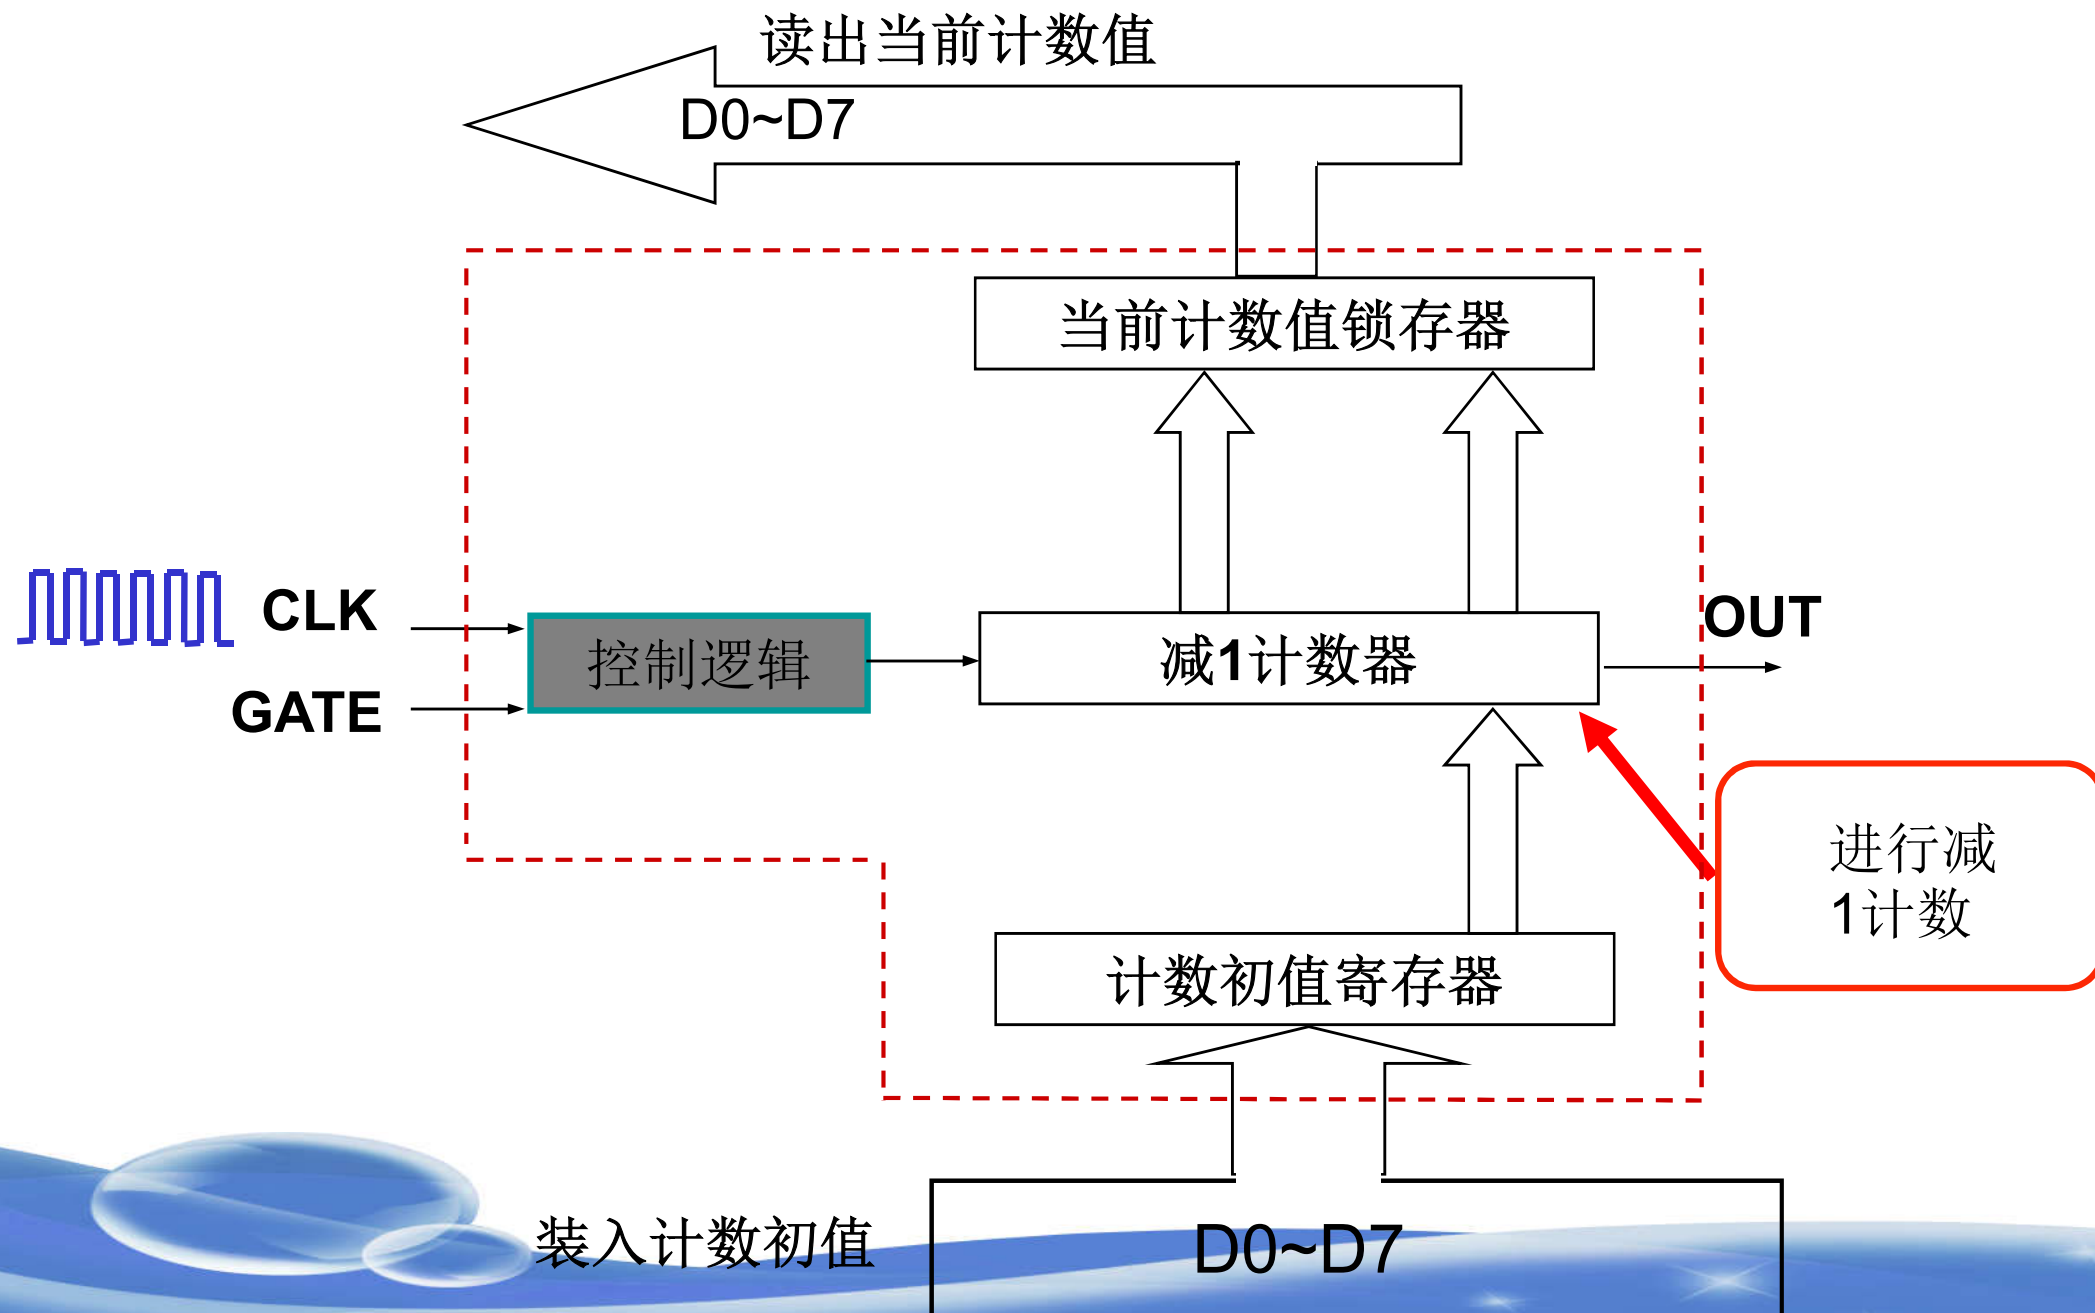 读出当前计数值
D0~D7
当前计数值锁存器
CLK
OUT
控制逻辑
减1计数器
GATE
进行减
1计数
计数初值寄存器
装入计数初值
D0~D7